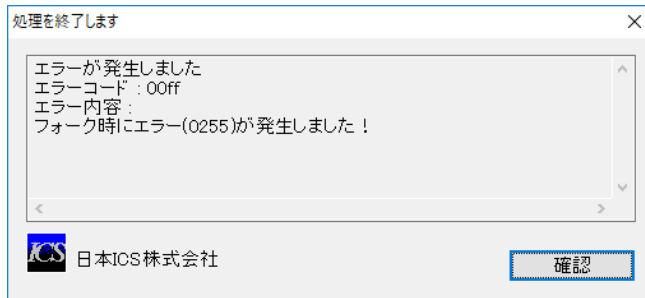 処理を終了します
エラーが発生しました
エラーコード : 00ff
エラー内容 :
フォーク時にエラー(0255)が発生しました！
ICS 日本ICS株式会社
確認